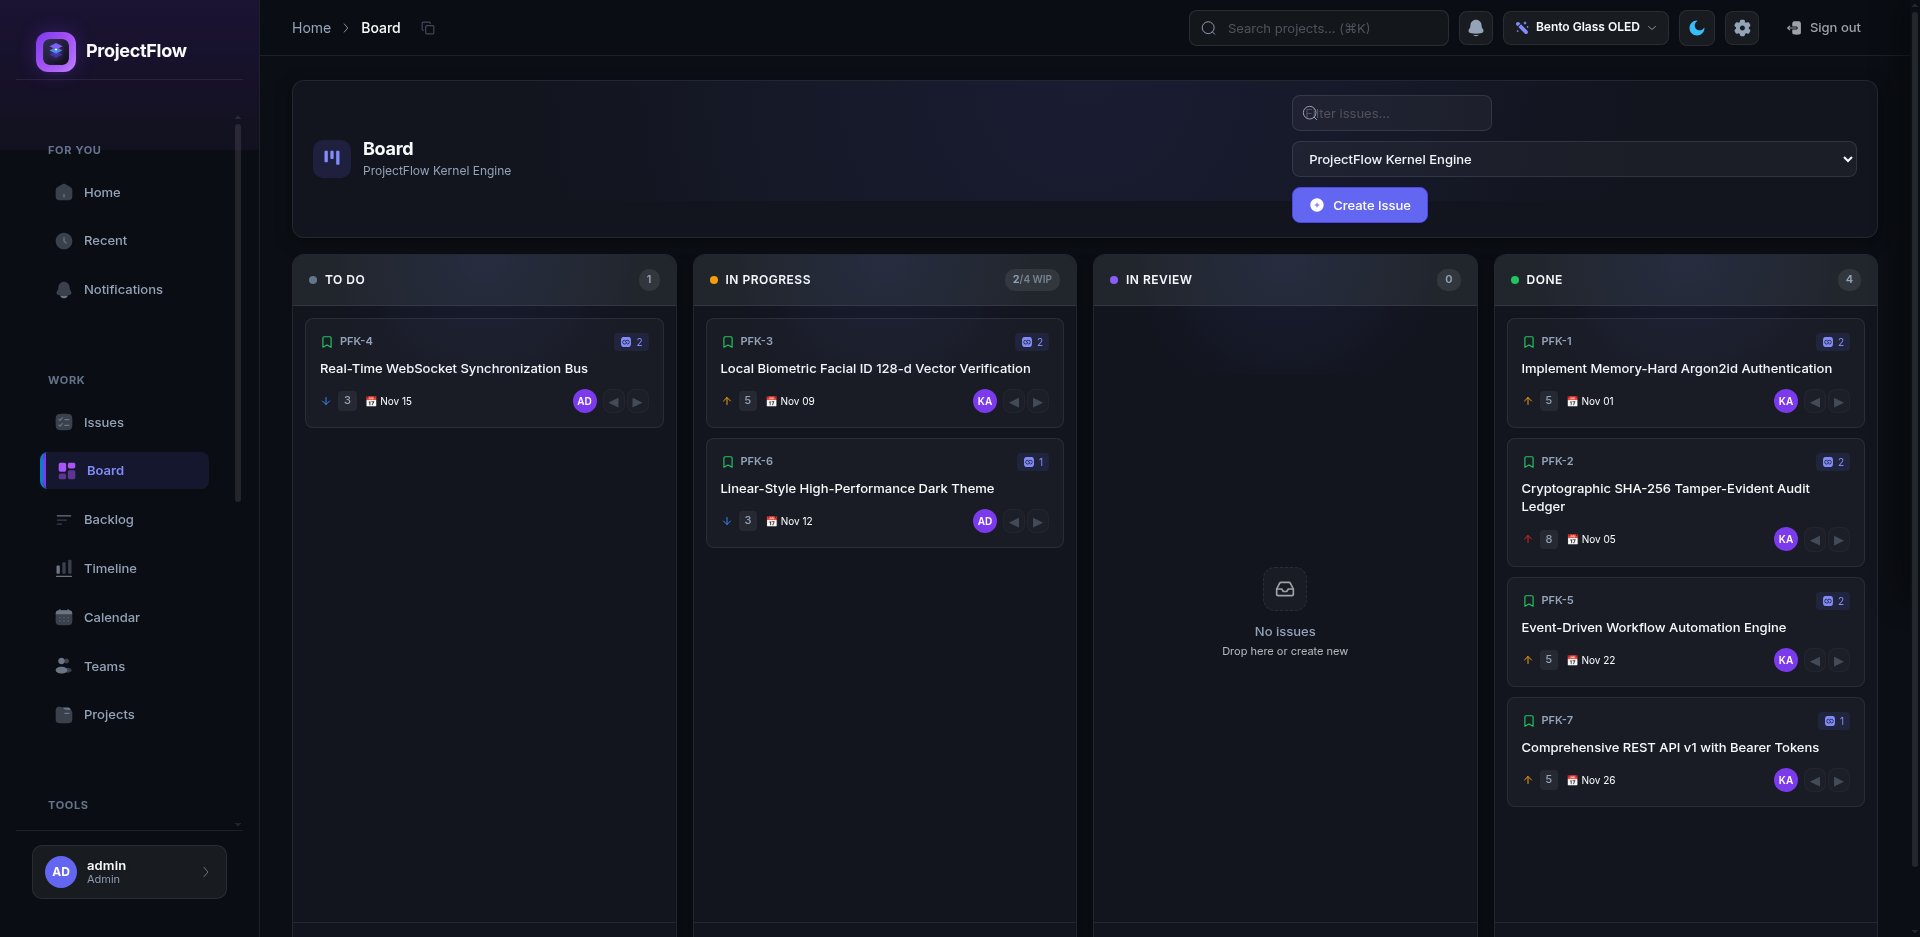 ProjectFlow
FOR YOU
Home
Recent
Notifications
WORK
Issues
Board
Backlog
Timeline
Calendar
Teams
Projects
TOOLS
AD
admin
Admin
Home > Board
Search projects... (⌘K)
Bento Glass OLED
Sign out
Board
ProjectFlow Kernel Engine
Filter issues...
ProjectFlow Kernel Engine
Create Issue
TO DO 1
PFK-4 2
Real-Time WebSocket Synchronization Bus
3 Nov 15 AD
IN PROGRESS 2/4 WIP
PFK-3 2
Local Biometric Facial ID 128-d Vector Verification
5 Nov 09 KA
PFK-6 1
Linear-Style High-Performance Dark Theme
3 Nov 12 AD
IN REVIEW 0
No issues
Drop here or create new
DONE 4
PFK-1 2
Implement Memory-Hard Argon2id Authentication
5 Nov 01 KA
PFK-2 2
Cryptographic SHA-256 Tamper-Evident Audit
Ledger
8 Nov 05 KA
PFK-5 2
Event-Driven Workflow Automation Engine
5 Nov 22 KA
PFK-7 1
Comprehensive REST API v1 with Bearer Tokens
5 Nov 26 KA